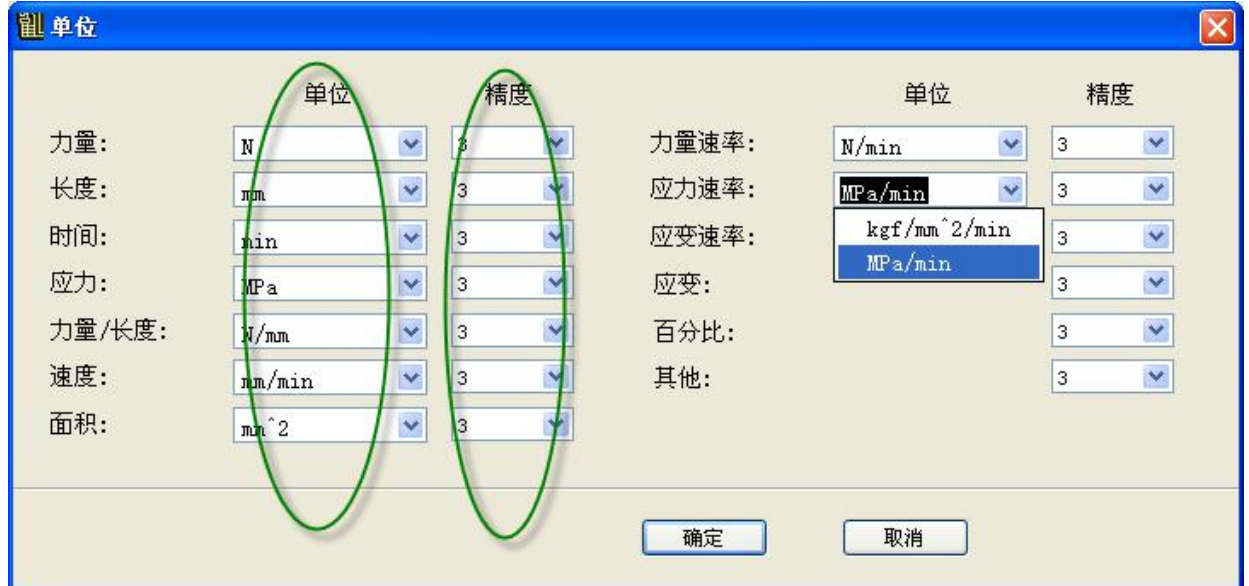 单位
单位 精度 单位 精度
力量: N 3 力量速率: N/min 3
长度: mm 3 应力速率: MPa/min 3
时间: min 3 应变速率: kgf/mm^2/min 3
MPa/min
应力: MPa 3 应变: 3
力量/长度: N/mm 3 百分比: 3
速度: mm/min 3 其他: 3
面积: mm^2 3
确定 取消